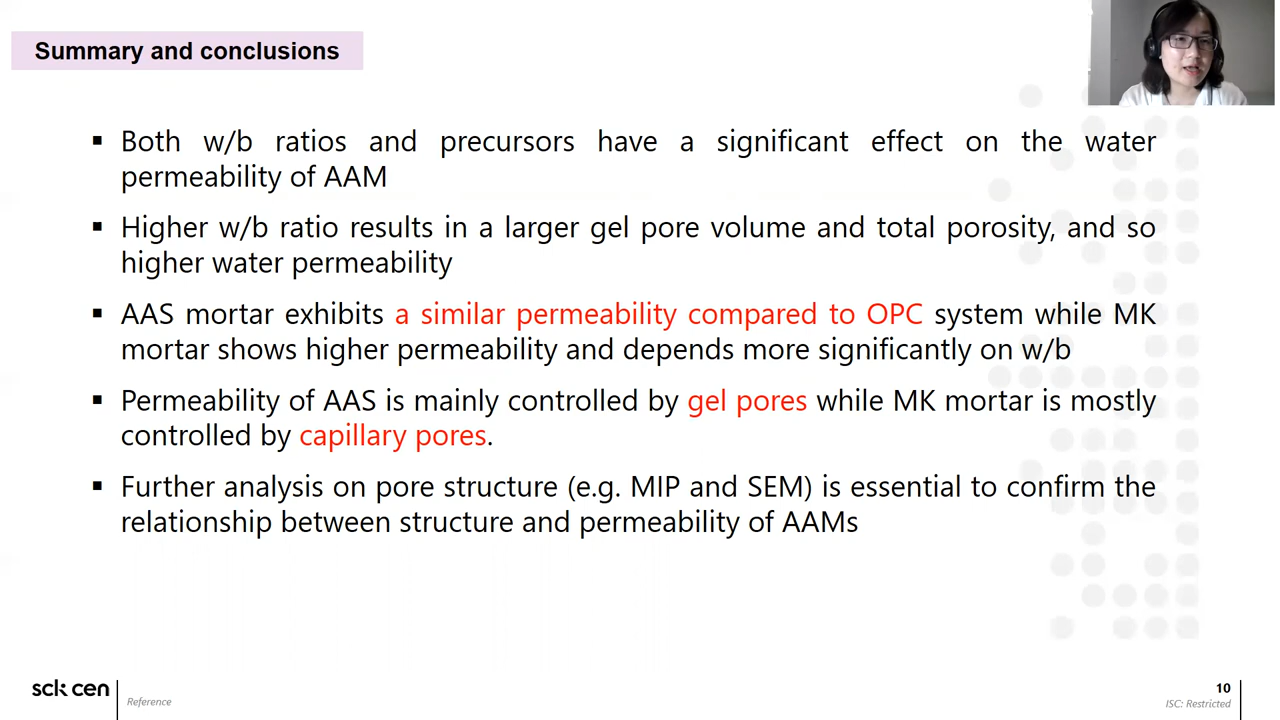 Summary and conclusions
▪ Both w/b ratios and precursors have a significant effect on the water
permeability of AAM
▪ Higher w/b ratio results in a larger gel pore volume and total porosity, and so
higher water permeability
▪ AAS mortar exhibits a similar permeability compared to OPC system while MK
mortar shows higher permeability and depends more significantly on w/b
▪ Permeability of AAS is mainly controlled by gel pores while MK mortar is mostly
controlled by capillary pores.
▪ Further analysis on pore structure (e.g. MIP and SEM) is essential to confirm the
relationship between structure and permeability of AAMs
sck cen
Reference
10
ISC: Restricted